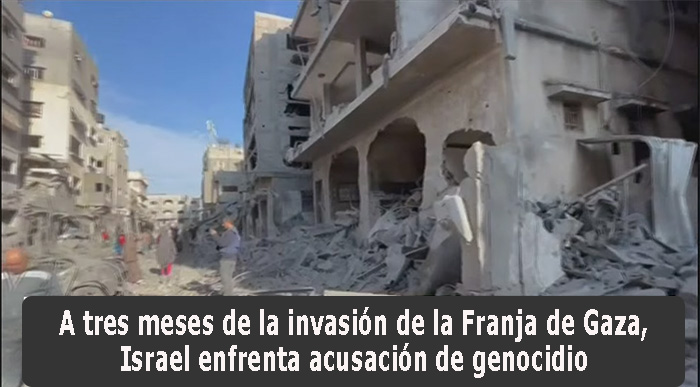 A tres meses de la invasión de la Franja de Gaza,
Israel enfrenta acusación de genocidio